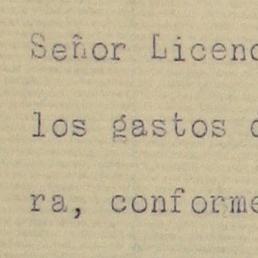 Señor Licenc
los gastos
ra, conforme